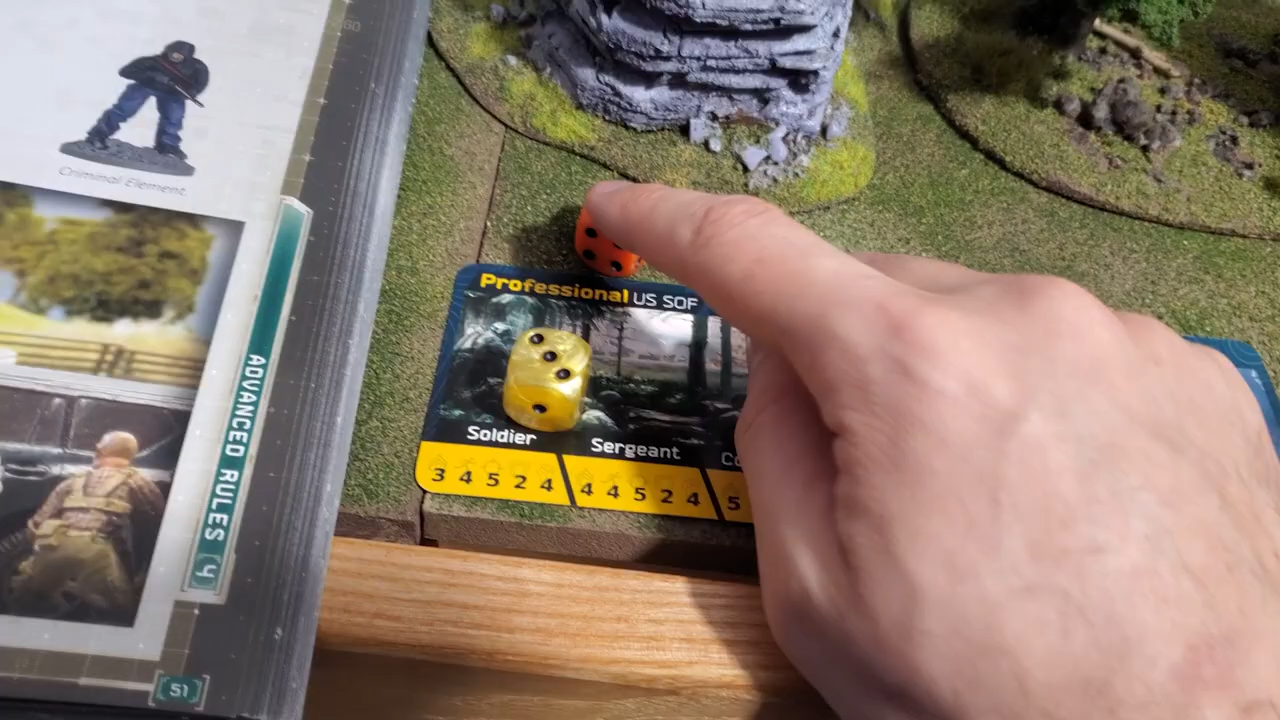 60
Criminal Element
ADVANCED RULES
4
51
Professional US SOF
Soldier
Sergeant
3 4 5 2 4
4 4 5 2 4
5